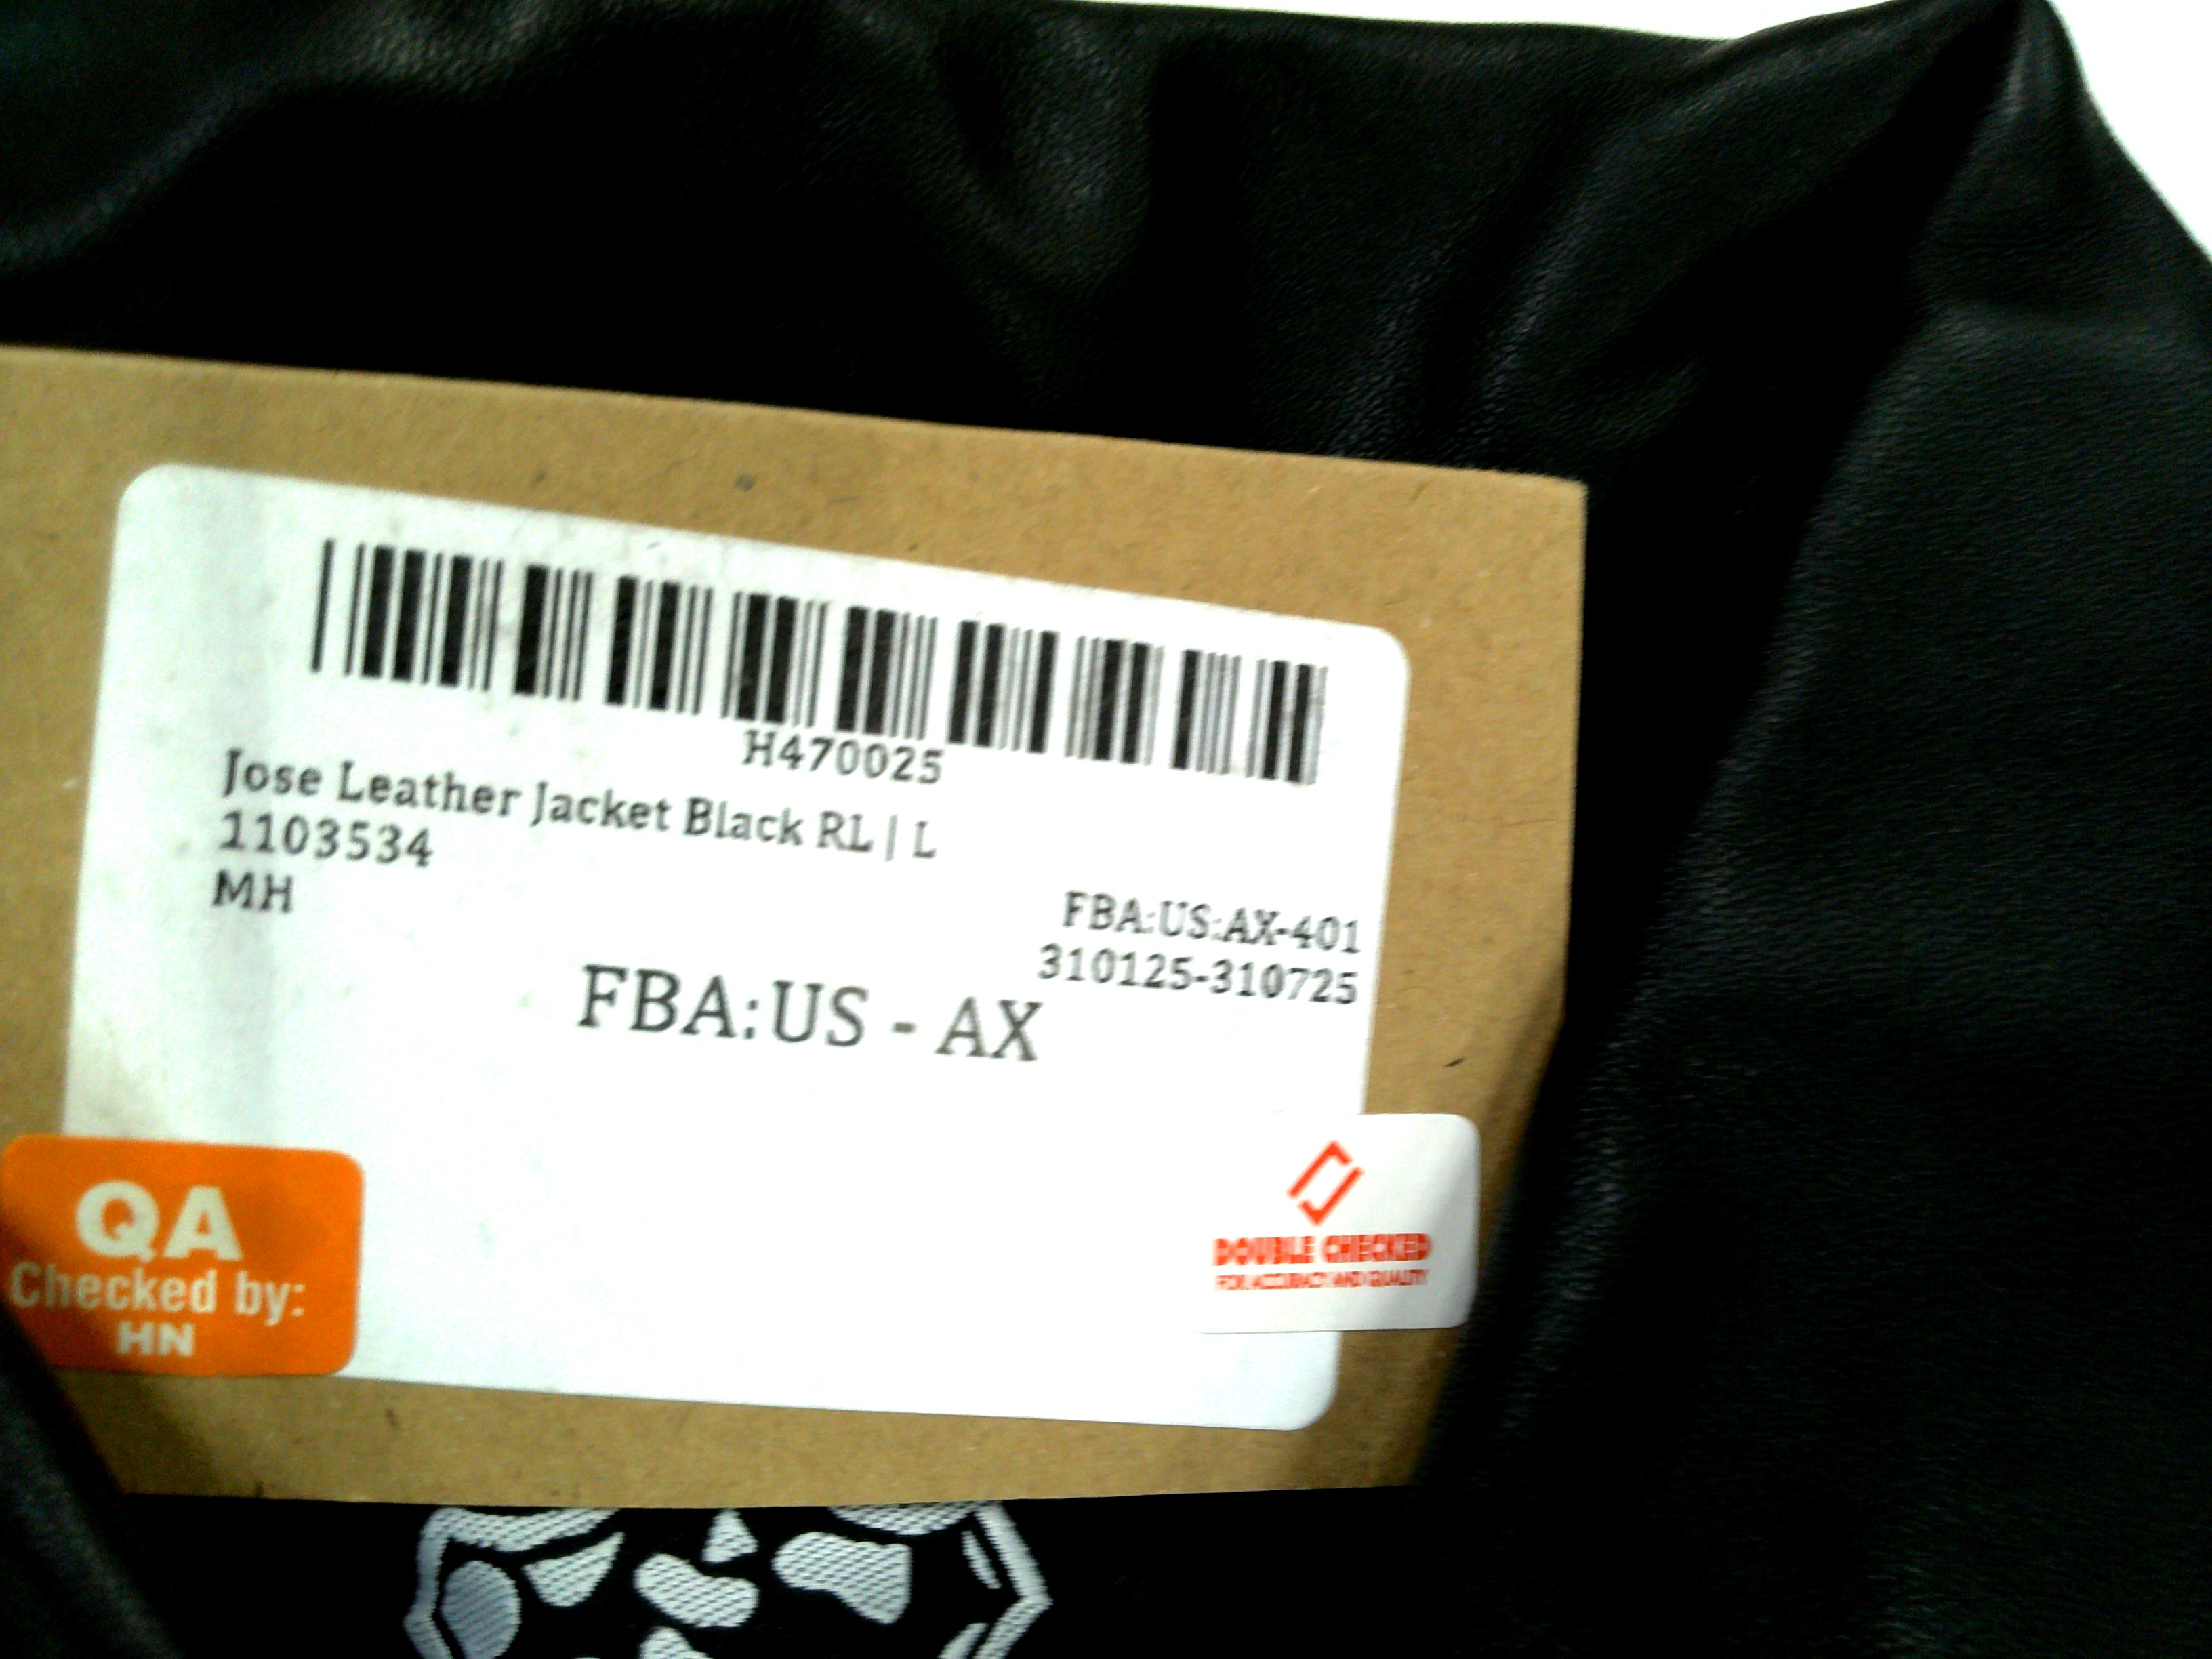 H470025
Jose Leather Jacket Black RL | L
1103534
MH
FBA:US:AX-401
310125-310725
FBA:US - AX
QA
Checked by:
HN
DOUBLE CHECKED
FOR ACCURACY AND QUALITY